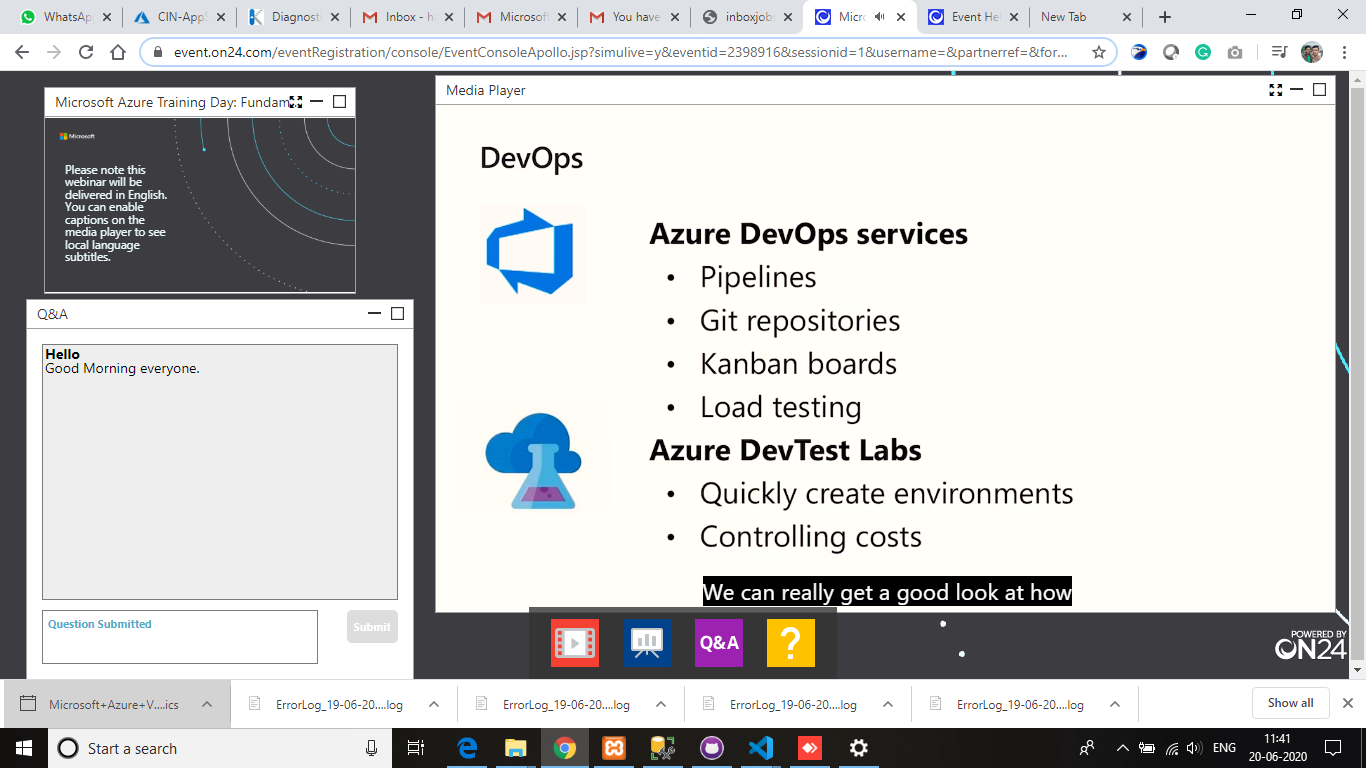 WhatsApp
CIN-AppS
Diagnost
Inbox - ha
Microsoft
You have
inboxjobs
Micro
Event Hel
New Tab
event.on24.com/eventRegistration/console/EventConsoleApollo.jsp?simulive=y&eventid=2398916&sessionid=1&username=&partnerref=&for...
Microsoft Azure Training Day: Fundam
Microsoft
Please note this
webinar will be
delivered in English.
You can enable
captions on the
media player to see
local language
subtitles.
Q&A
Hello
Good Morning everyone.
Question Submitted
Submit
Media Player
DevOps
Azure DevOps services
• Pipelines
• Git repositories
• Kanban boards
• Load testing
Azure DevTest Labs
• Quickly create environments
• Controlling costs
We can really get a good look at how
Q&A
?
POWERED BY
ON24
Microsoft+Azure+V....ics
ErrorLog_19-06-20....log
ErrorLog_19-06-20....log
ErrorLog_19-06-20....log
ErrorLog_19-06-20....log
Show all
Start a search
ENG
11:41
20-06-2020